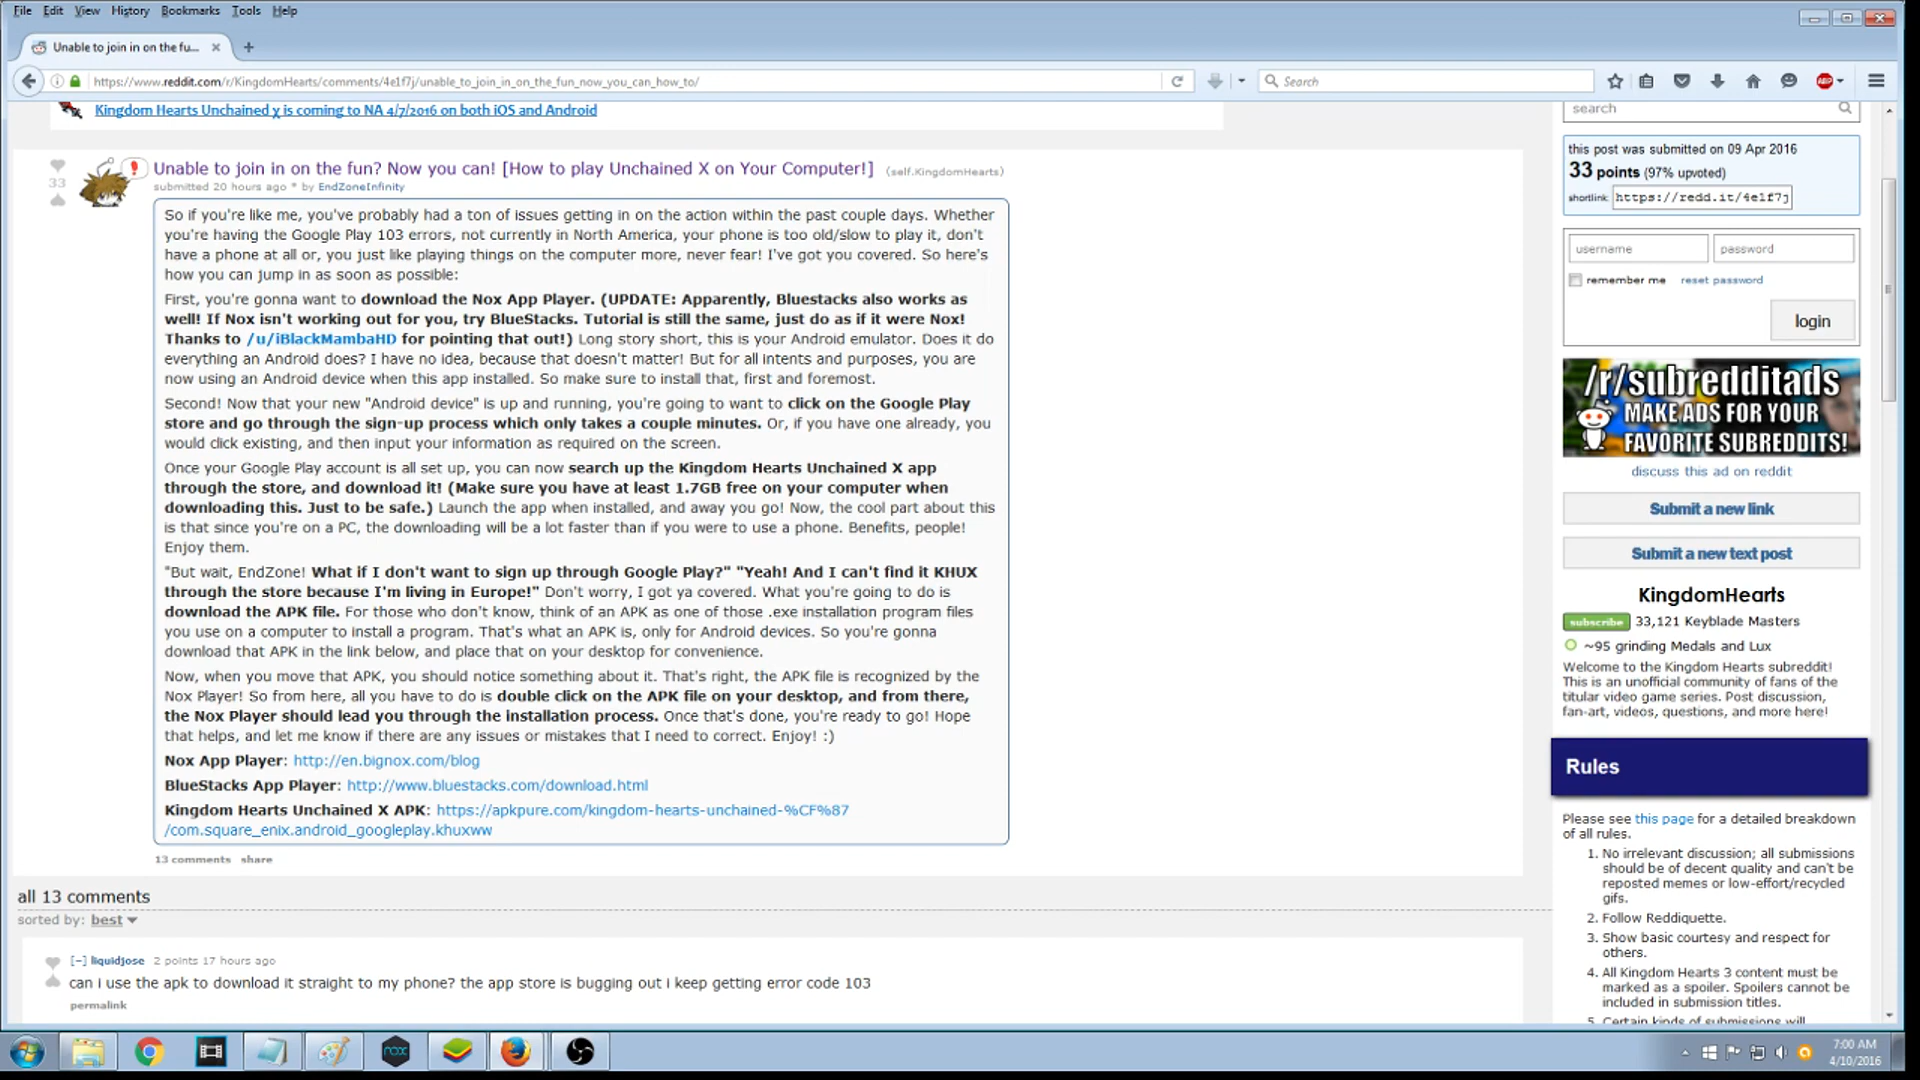 File Edit View History Bookmarks Tools Help
Unable to join in on the fu...
https://www.reddit.com/r/KingdomHearts/comments/4e1f7j/unable_to_join_in_on_the_fun_now_you_can_how_to/
Search
ABP
Kingdom Hearts Unchained χ is coming to NA 4/7/2016 on both iOS and Android
33
Unable to join in on the fun? Now you can! [How to play Unchained X on Your Computer!] (self.KingdomHearts)
submitted 20 hours ago * by EndZoneInfinity
So if you're like me, you've probably had a ton of issues getting in on the action within the past couple days. Whether
you're having the Google Play 103 errors, not currently in North America, your phone is too old/slow to play it, don't
have a phone at all or, you just like playing things on the computer more, never fear! I've got you covered. So here's
how you can jump in as soon as possible:
First, you're gonna want to download the Nox App Player. (UPDATE: Apparently, Bluestacks also works as
well! If Nox isn't working out for you, try BlueStacks. Tutorial is still the same, just do as if it were Nox!
Thanks to /u/iBlackMambaHD for pointing that out!) Long story short, this is your Android emulator. Does it do
everything an Android does? I have no idea, because that doesn't matter! But for all intents and purposes, you are
now using an Android device when this app installed. So make sure to install that, first and foremost.
Second! Now that your new "Android device" is up and running, you're going to want to click on the Google Play
store and go through the sign-up process which only takes a couple minutes. Or, if you have one already, you
would click existing, and then input your information as required on the screen.
Once your Google Play account is all set up, you can now search up the Kingdom Hearts Unchained X app
through the store, and download it! (Make sure you have at least 1.7GB free on your computer when
downloading this. Just to be safe.) Launch the app when installed, and away you go! Now, the cool part about this
is that since you're on a PC, the downloading will be a lot faster than if you were to use a phone. Benefits, people!
Enjoy them.
"But wait, EndZone! What if I don't want to sign up through Google Play?" "Yeah! And I can't find it KHUX
through the store because I'm living in Europe!" Don't worry, I got ya covered. What you're going to do is
download the APK file. For those who don't know, think of an APK as one of those .exe installation program files
you use on a computer to install a program. That's what an APK is, only for Android devices. So you're gonna
download that APK in the link below, and place that on your desktop for convenience.
Now, when you move that APK, you should notice something about it. That's right, the APK file is recognized by the
Nox Player! So from here, all you have to do is double click on the APK file on your desktop, and from there,
the Nox Player should lead you through the installation process. Once that's done, you're ready to go! Hope
that helps, and let me know if there are any issues or mistakes that I need to correct. Enjoy! :)
Nox App Player: http://en.bignox.com/blog
BlueStacks App Player: http://www.bluestacks.com/download.html
Kingdom Hearts Unchained X APK: https://apkpure.com/kingdom-hearts-unchained-%CF%87
/com.square_enix.android_googleplay.khuxww
13 comments share
all 13 comments
sorted by: best
[–] liquidjose 2 points 17 hours ago
can i use the apk to download it straight to my phone? the app store is bugging out i keep getting error code 103
permalink
search
this post was submitted on 09 Apr 2016
33 points (97% upvoted)
shortlink: https://redd.it/4e1f7j
username password
remember me reset password
login
/r/subredditads
MAKE ADS FOR YOUR
FAVORITE SUBREDDITS!
discuss this ad on reddit
Submit a new link
Submit a new text post
KingdomHearts
subscribe 33,121 Keyblade Masters
~95 grinding Medals and Lux
Welcome to the Kingdom Hearts subreddit!
This is an unofficial community of fans of the
titular video game series. Post discussion,
fan-art, videos, questions, and more here!
Rules
Please see this page for a detailed breakdown
of all rules.
1. No irrelevant discussion; all submissions
should be of decent quality and can't be
reposted memes or low-effort/recycled
gifs.
2. Follow Reddiquette.
3. Show basic courtesy and respect for
others.
4. All Kingdom Hearts 3 content must be
marked as a spoiler. Spoilers cannot be
included in submission titles.
5. Certain kinds of submissions will
nox
7:00 AM
4/10/2016